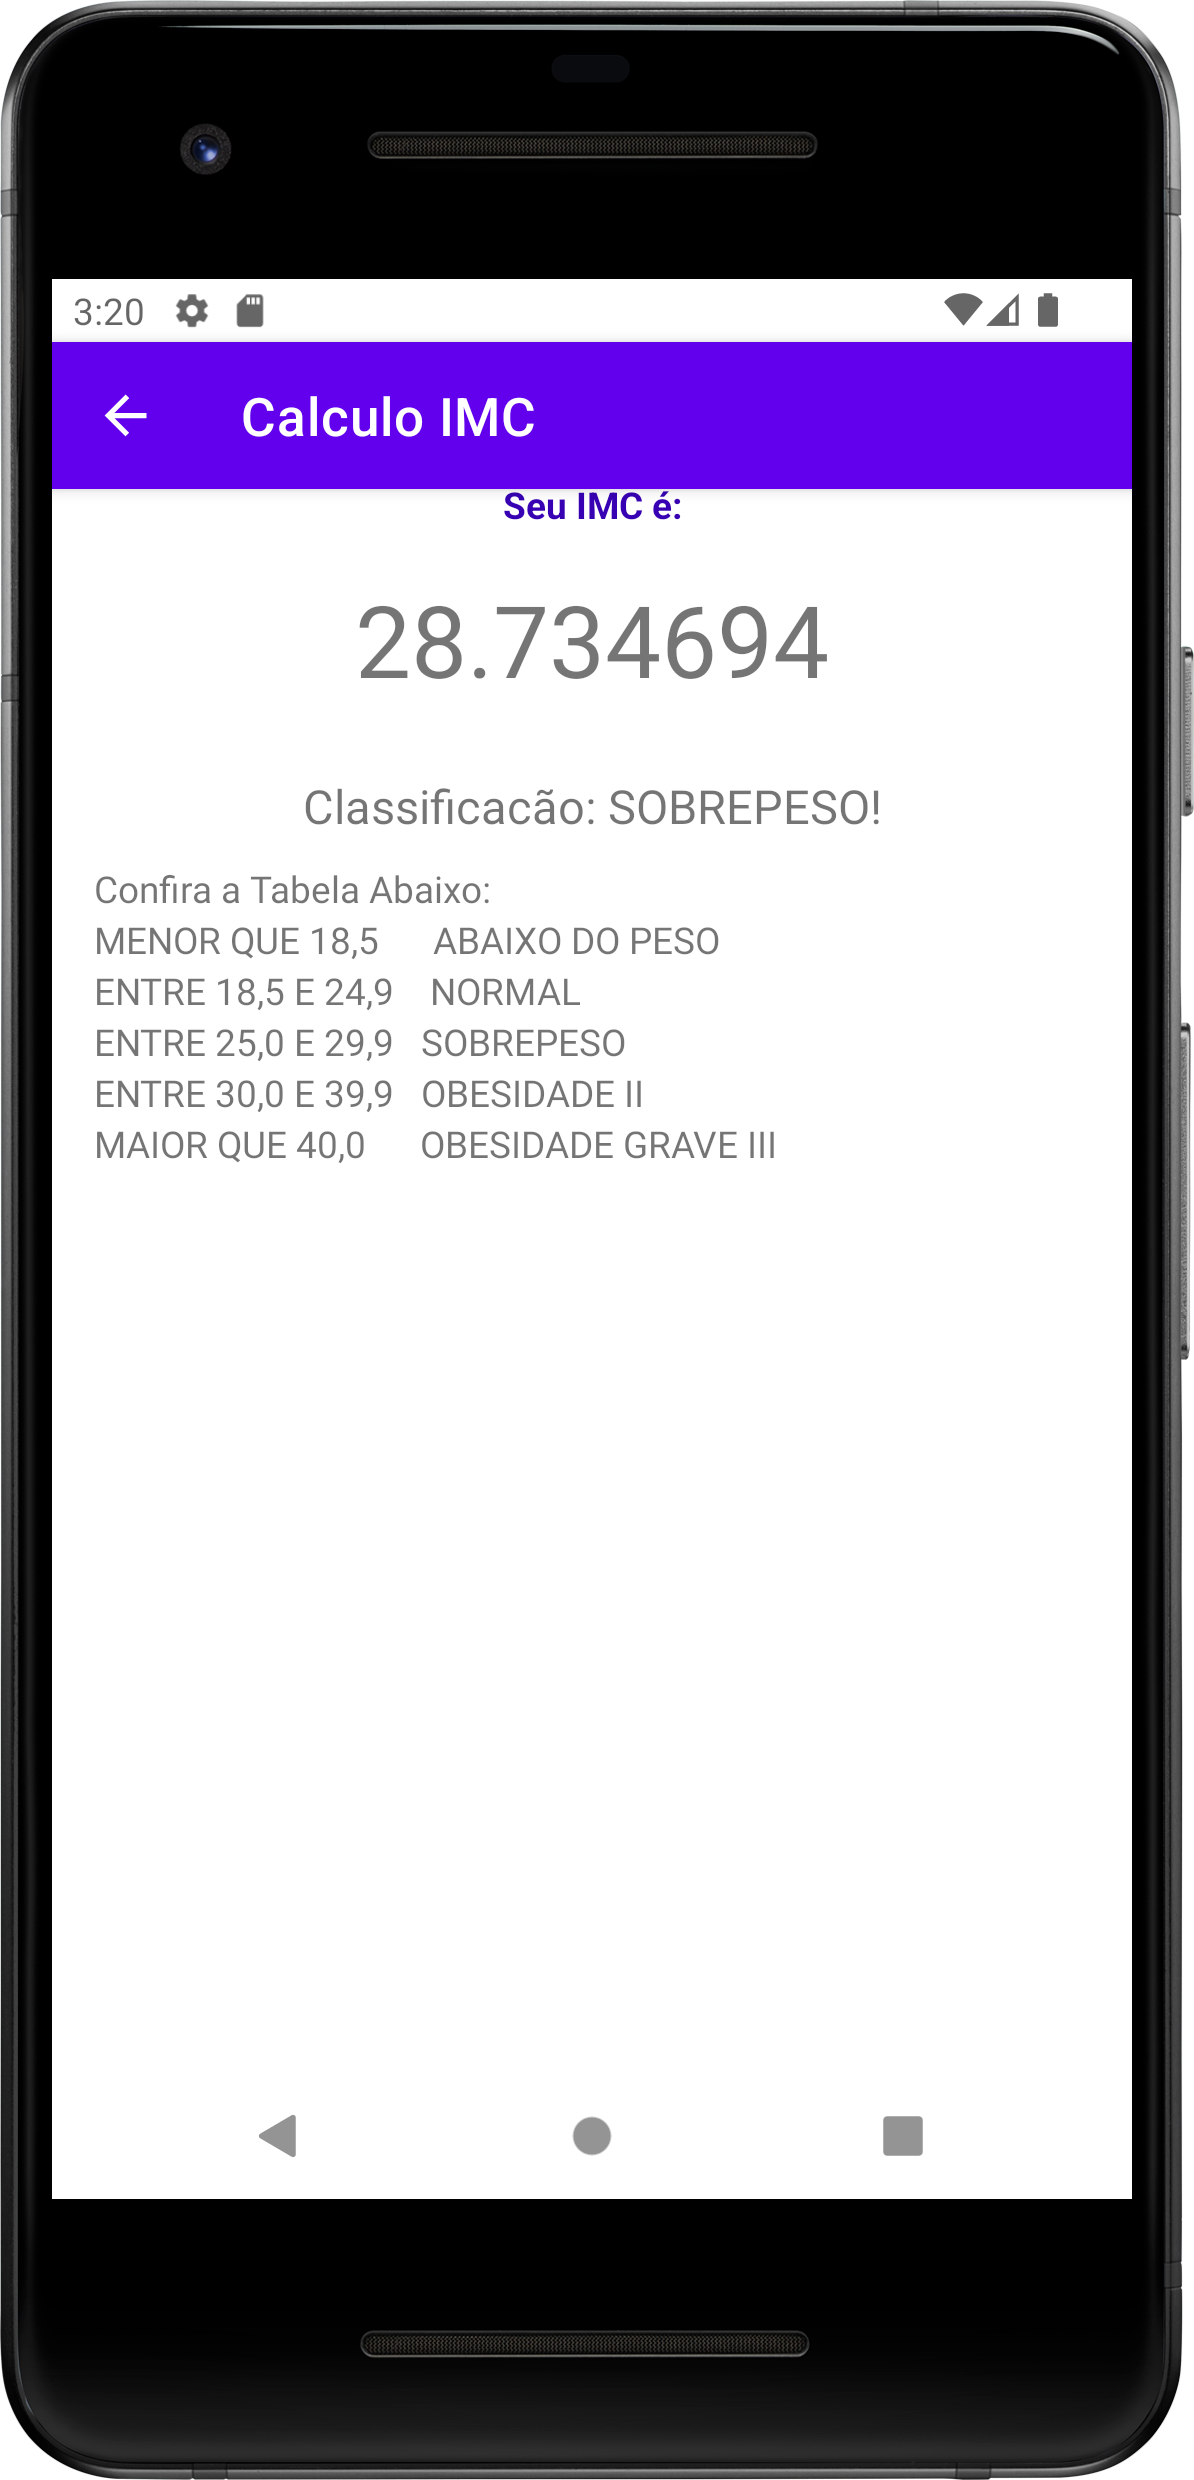 3:20
Calculo IMC
Seu IMC é:
28.734694
Classificacão: SOBREPESO!
Confira a Tabela Abaixo:
MENOR QUE 18,5 ABAIXO DO PESO
ENTRE 18,5 E 24,9 NORMAL
ENTRE 25,0 E 29,9 SOBREPESO
ENTRE 30,0 E 39,9 OBESIDADE II
MAIOR QUE 40,0 OBESIDADE GRAVE III